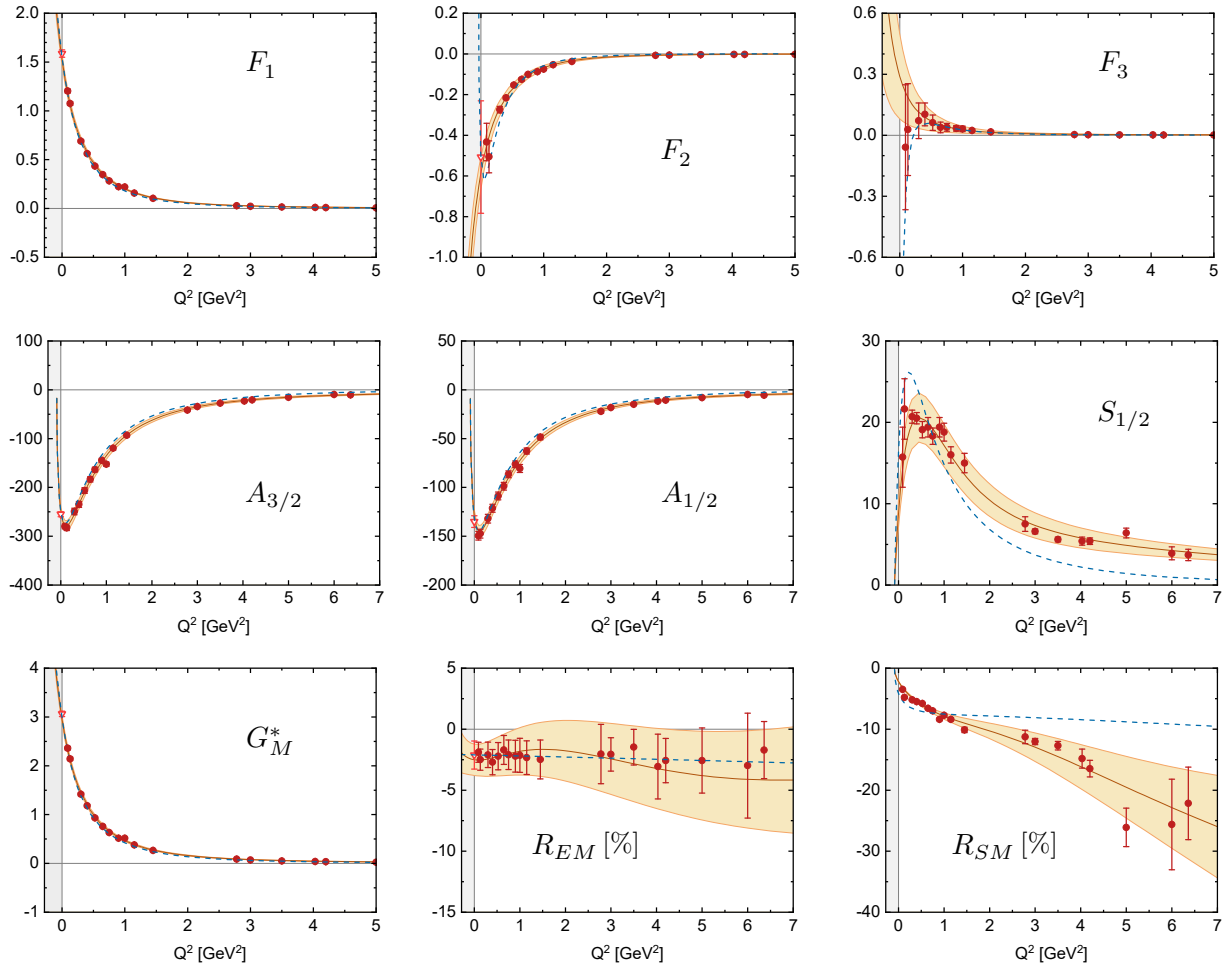 2.0
1.5
1.0
0.5
0.0
-0.5
F1
0 1 2 3 4 5
Q² [GeV²]
0.0
-0.2
-0.4
-0.6
-0.8
-1.0
F2
0 1 2 3 4 5
Q² [GeV²]
0.6
0.3
0.0
-0.3
-0.6
F3
0 1 2 3 4 5
Q² [GeV²]
100
0
-100
-200
-300
-400
A3/2
0 1 2 3 4 5 6 7
Q² [GeV²]
50
0
-50
-100
-150
-200
A1/2
0 1 2 3 4 5 6 7
Q² [GeV²]
30
20
10
0
S1/2
0 1 2 3 4 5 6 7
Q² [GeV²]
4
3
2
1
0
-1
G*M
0 1 2 3 4 5
Q² [GeV²]
5
0
-5
-10
-15
REM [%]
0 1 2 3 4 5 6 7
Q² [GeV²]
0
-10
-20
-30
-40
RSM [%]
0 1 2 3 4 5 6 7
Q² [GeV²]